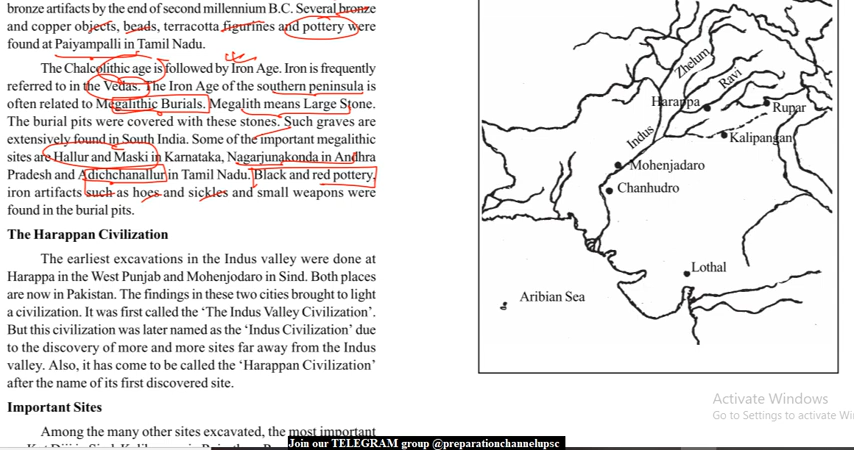 bronze artifacts by the end of second millennium B.C. Several bronze
and copper objects, beads, terracotta figurines and pottery were
found at Paiyampalli in Tamil Nadu.
The Chalcolithic age is followed by Iron Age. Iron is frequently
referred to in the Vedas. The Iron Age of the southern peninsula is
often related to Megalithic Burials. Megalith means Large Stone.
The burial pits were covered with these stones. Such graves are
extensively found in South India. Some of the important megalithic
sites are Hallur and Maski in Karnataka, Nagarjunakonda in Andhra
Pradesh and Adichchanallur in Tamil Nadu. Black and red pottery,
iron artifacts such as hoes and sickles and small weapons were
found in the burial pits.
The Harappan Civilization
The earliest excavations in the Indus valley were done at
Harappa in the West Punjab and Mohenjodaro in Sind. Both places
are now in Pakistan. The findings in these two cities brought to light
a civilization. It was first called the ‘The Indus Valley Civilization’.
But this civilization was later named as the ‘Indus Civilization’ due
to the discovery of more and more sites far away from the Indus
valley. Also, it has come to be called the ‘Harappan Civilization’
after the name of its first discovered site.
Important Sites
Among the many other sites excavated, the most important
Zhelum
Ravi
Harappa
Rupar
Indus
Kalipangan
Mohenjadaro
Chanhudro
Lothal
Aribian Sea
Activate Windows
Go to Settings to activate Wi
Join our TELEGRAM group @preparationchannelupsc